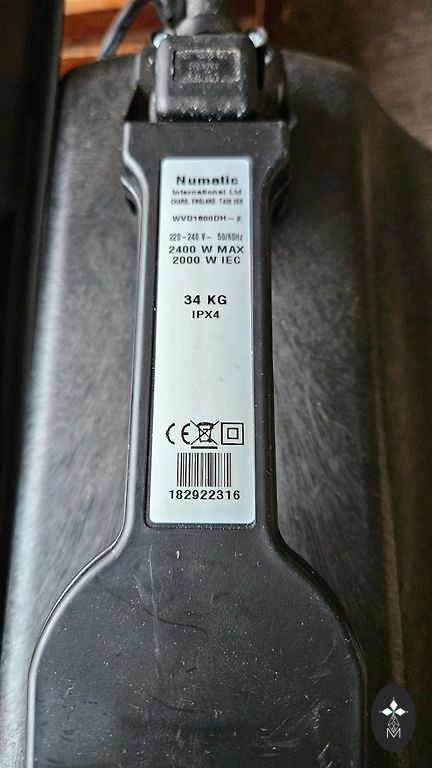 Numatic
International Ltd
CHARD, ENGLAND. TA20 2GB
WVD1800DH-2
220-240 V~ 50/60Hz
2400 W MAX
2000 W IEC
34 KG
IPX4
CE
182922316
M